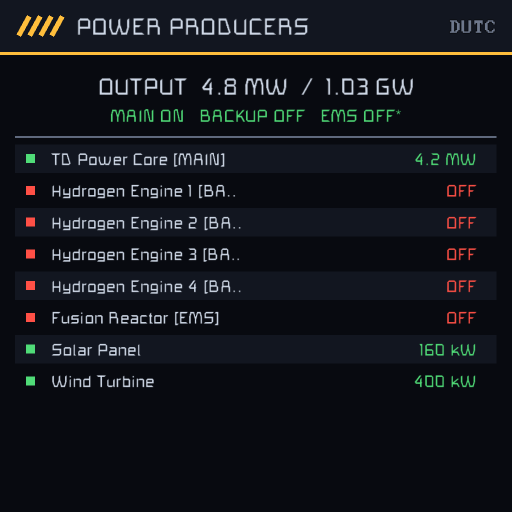 POWER PRODUCERS DUTC
OUTPUT 4.8 MW / 1.03 GW
MAIN ON BACKUP OFF EMS OFF*
TD Power Core [MAIN] 4.2 MW
Hydrogen Engine 1 [BA.. OFF
Hydrogen Engine 2 [BA.. OFF
Hydrogen Engine 3 [BA.. OFF
Hydrogen Engine 4 [BA.. OFF
Fusion Reactor [EMS] OFF
Solar Panel 160 kW
Wind Turbine 400 kW